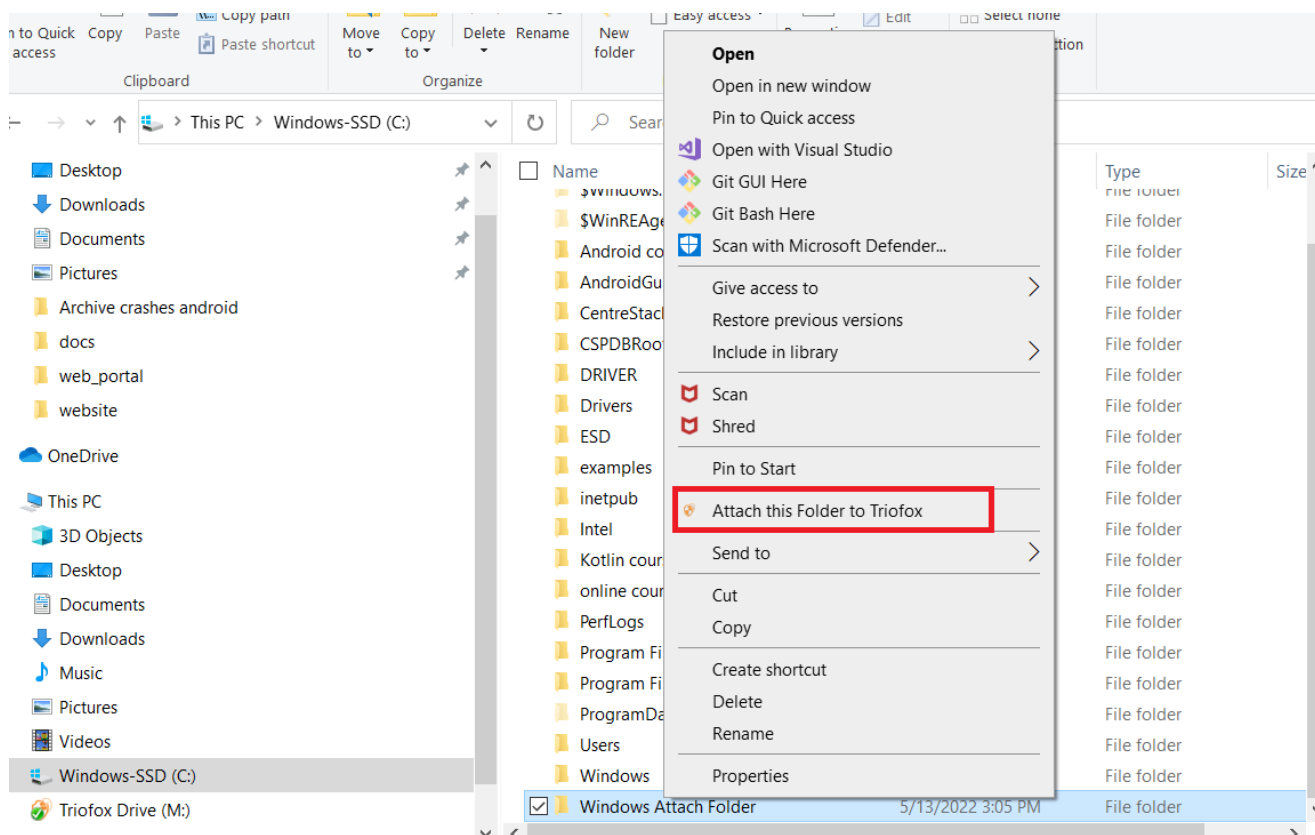 Copy path
Easy access
Edit
Select none
n to Quick access
Copy
Paste
Paste shortcut
Move to
Copy to
Delete
Rename
New folder
ction
Clipboard
Organize
This PC > Windows-SSD (C:)
Sear
Desktop
Downloads
Documents
Pictures
Archive crashes android
docs
web_portal
website
OneDrive
This PC
3D Objects
Desktop
Documents
Downloads
Music
Pictures
Videos
Windows-SSD (C:)
Triofox Drive (M:)
Name
Type
Size
$Windows.
File folder
$WinREAge
File folder
Android co
File folder
AndroidGu
File folder
CentreStac
File folder
CSPDBRoo
File folder
DRIVER
File folder
Drivers
File folder
ESD
File folder
examples
File folder
inetpub
File folder
Intel
File folder
Kotlin cour
File folder
online cour
File folder
PerfLogs
File folder
Program Fi
File folder
Program Fi
File folder
ProgramDa
File folder
Users
File folder
Windows
File folder
Windows Attach Folder
5/13/2022 3:05 PM
File folder
Open
Open in new window
Pin to Quick access
Open with Visual Studio
Git GUI Here
Git Bash Here
Scan with Microsoft Defender...
Give access to
Restore previous versions
Include in library
Scan
Shred
Pin to Start
Attach this Folder to Triofox
Send to
Cut
Copy
Create shortcut
Delete
Rename
Properties